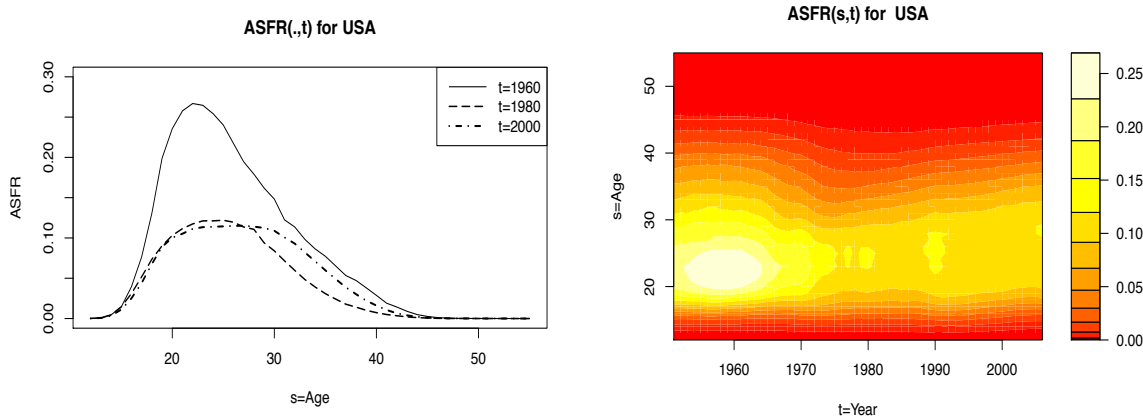 ASFR(.,t) for USA
ASFR
0.00
0.10
0.20
0.30
t=1960
t=1980
t=2000
20
30
40
50
s=Age
ASFR(s,t) for USA
s=Age
20
30
40
50
1960
1970
1980
1990
2000
t=Year
0.25
0.20
0.15
0.10
0.05
0.00